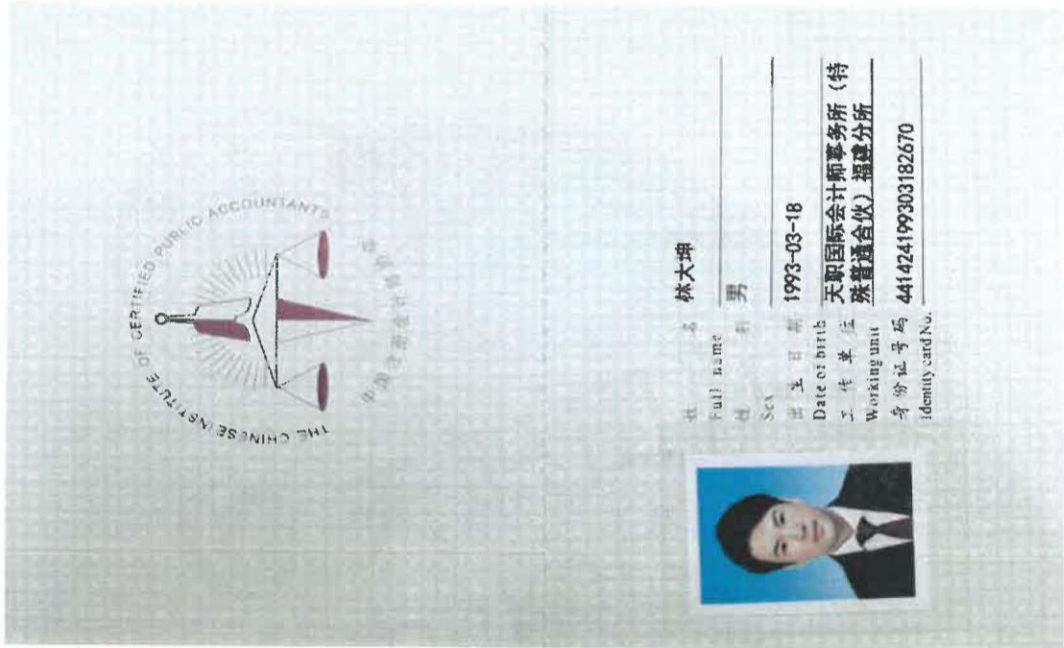 THE CHINESE INSTITUTE OF CERTIFIED PUBLIC ACCOUNTANTS
中国注册会计师协会
姓 名 林大坤
Full name
性 别 男
Sex
出 生 日 期 1993-03-18
Date of birth
工 作 单 位 天职国际会计师事务所（特
殊普通合伙）福建分所
Working unit
身份证号码 441424199303182670
Identity card No.